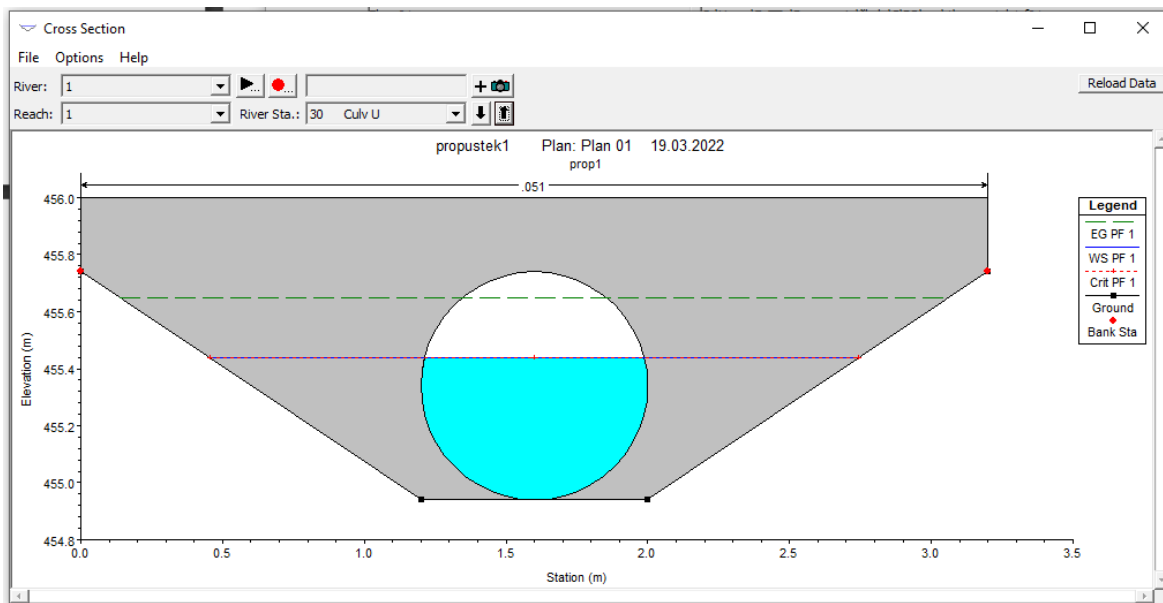 Cross Section
File Options Help
River: 1
Reload Data
Reach: 1 River Sta.: 30 Culv U
propustek1 Plan: Plan 01 19.03.2022
prop1
.051
456.0
455.8
455.6
455.4
455.2
455.0
454.8
Elevation (m)
0.0 0.5 1.0 1.5 2.0 2.5 3.0 3.5
Station (m)
Legend
EG PF 1
WS PF 1
Crit PF 1
Ground
Bank Sta